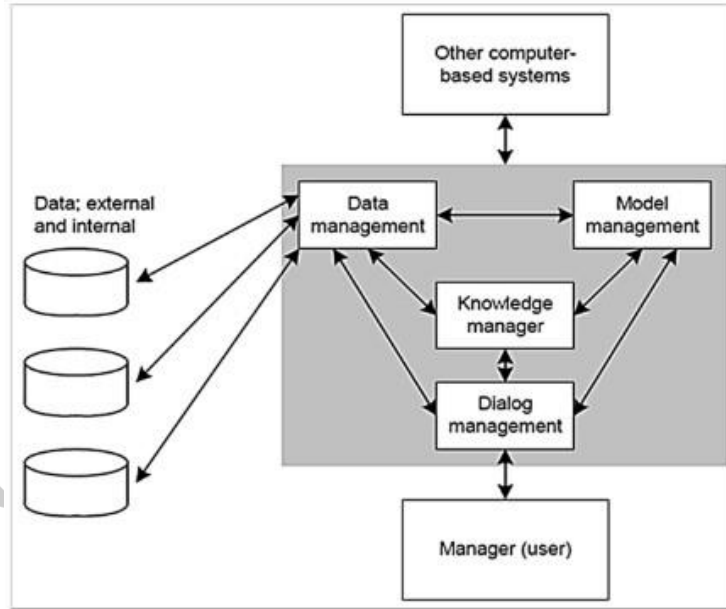 Other computer-
based systems
Data; external
and internal
Data
management
Model
management
Knowledge
manager
Dialog
management
Manager (user)